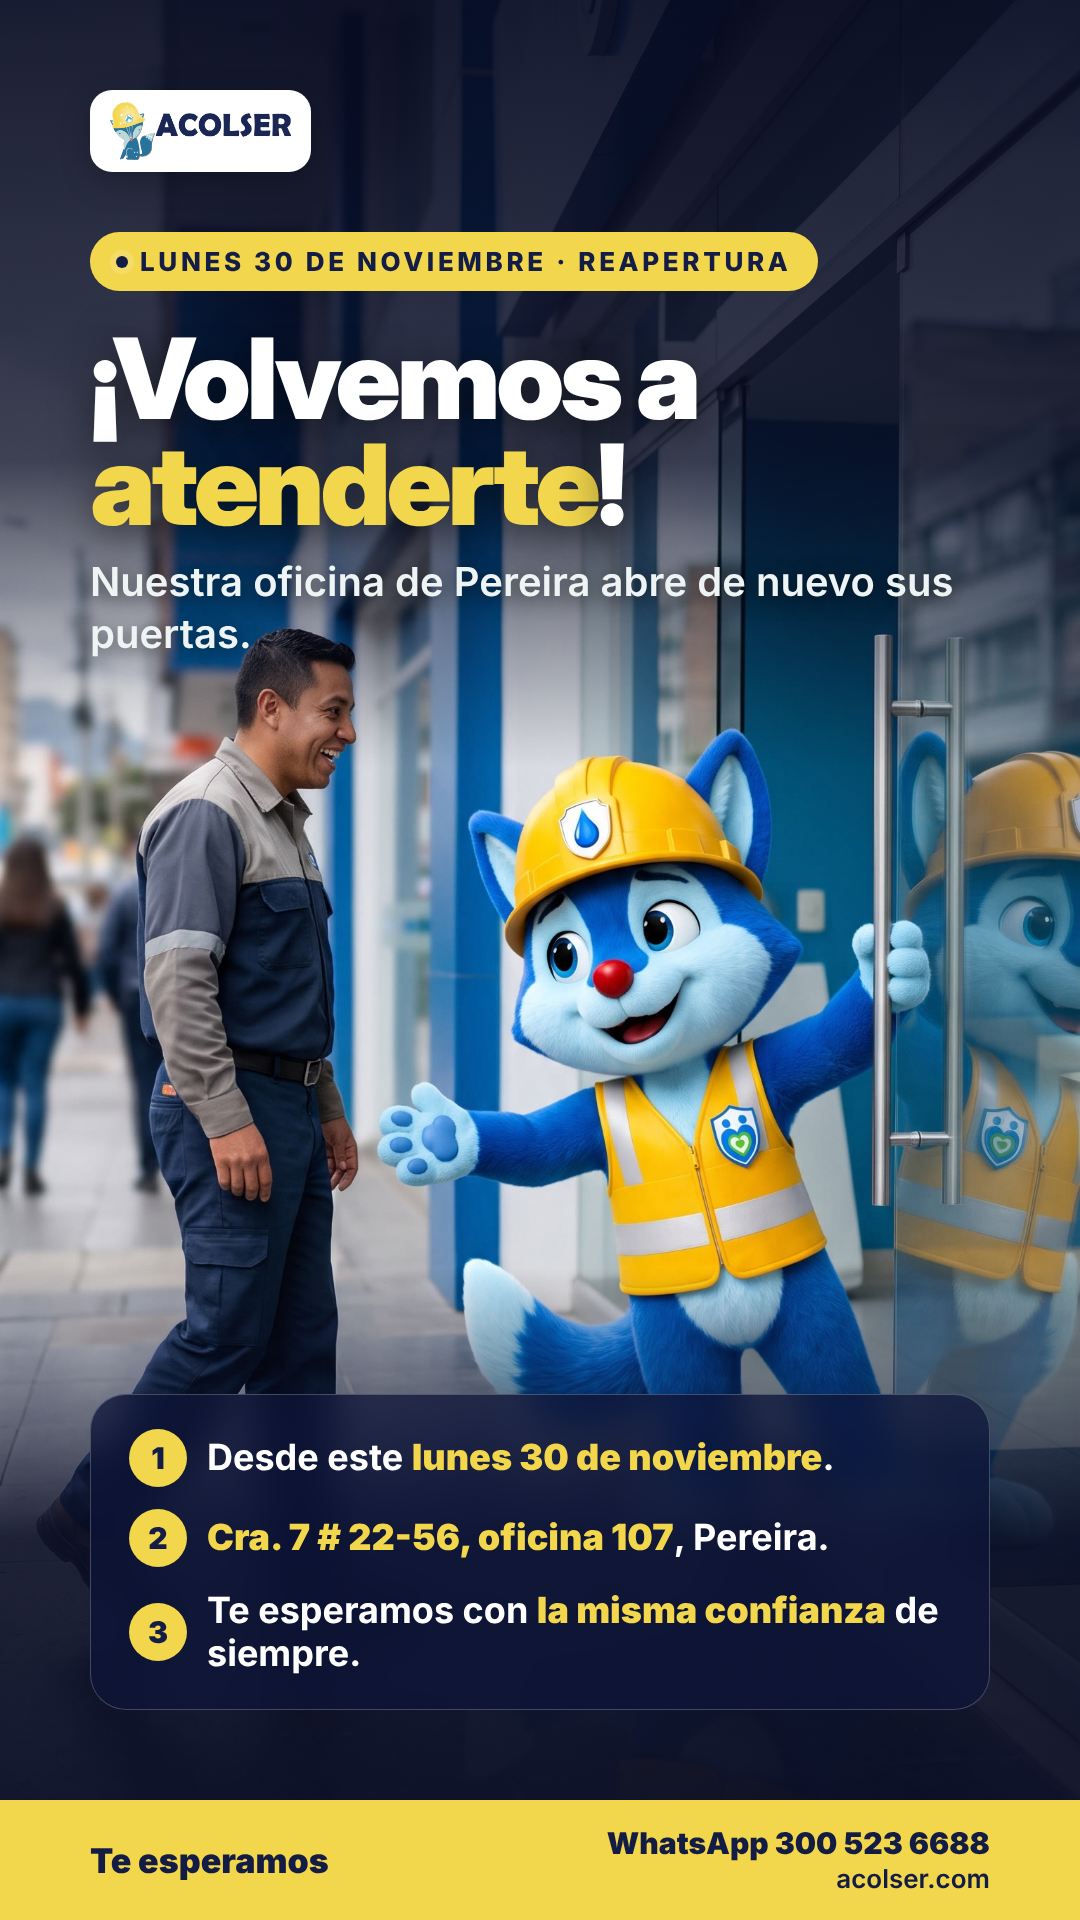 ACOLSER
LUNES 30 DE NOVIEMBRE · REAPERTURA
¡Volvemos a
atenderte!
Nuestra oficina de Pereira abre de nuevo sus
puertas.
1 Desde este lunes 30 de noviembre.
2 Cra. 7 # 22-56, oficina 107, Pereira.
3 Te esperamos con la misma confianza de
siempre.
Te esperamos
WhatsApp 300 523 6688
acolser.com